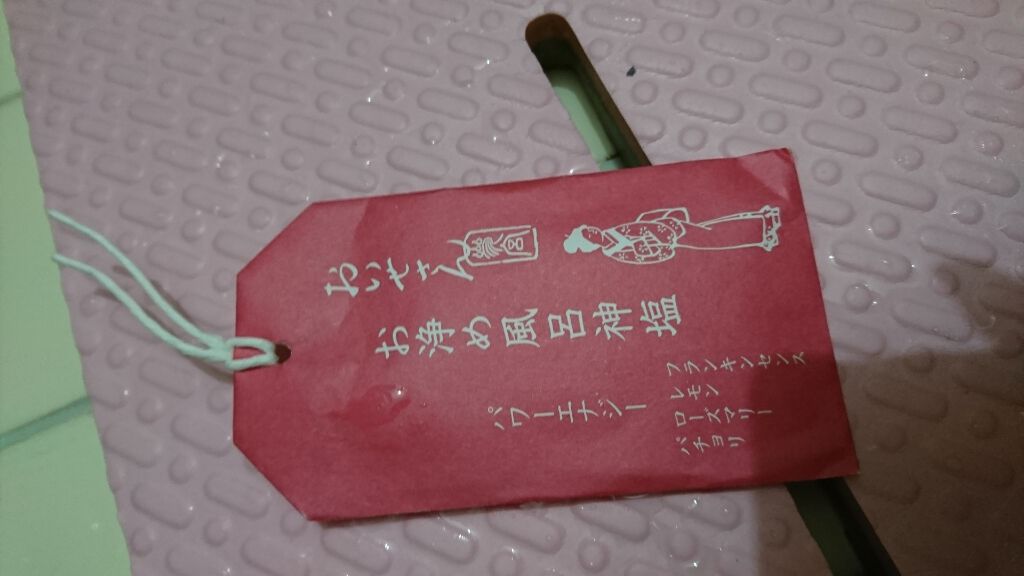 おいせさん
お浄め風呂神塩
パワーエナジー
フランキンセンス
レモン
ローズマリー
パチョリ